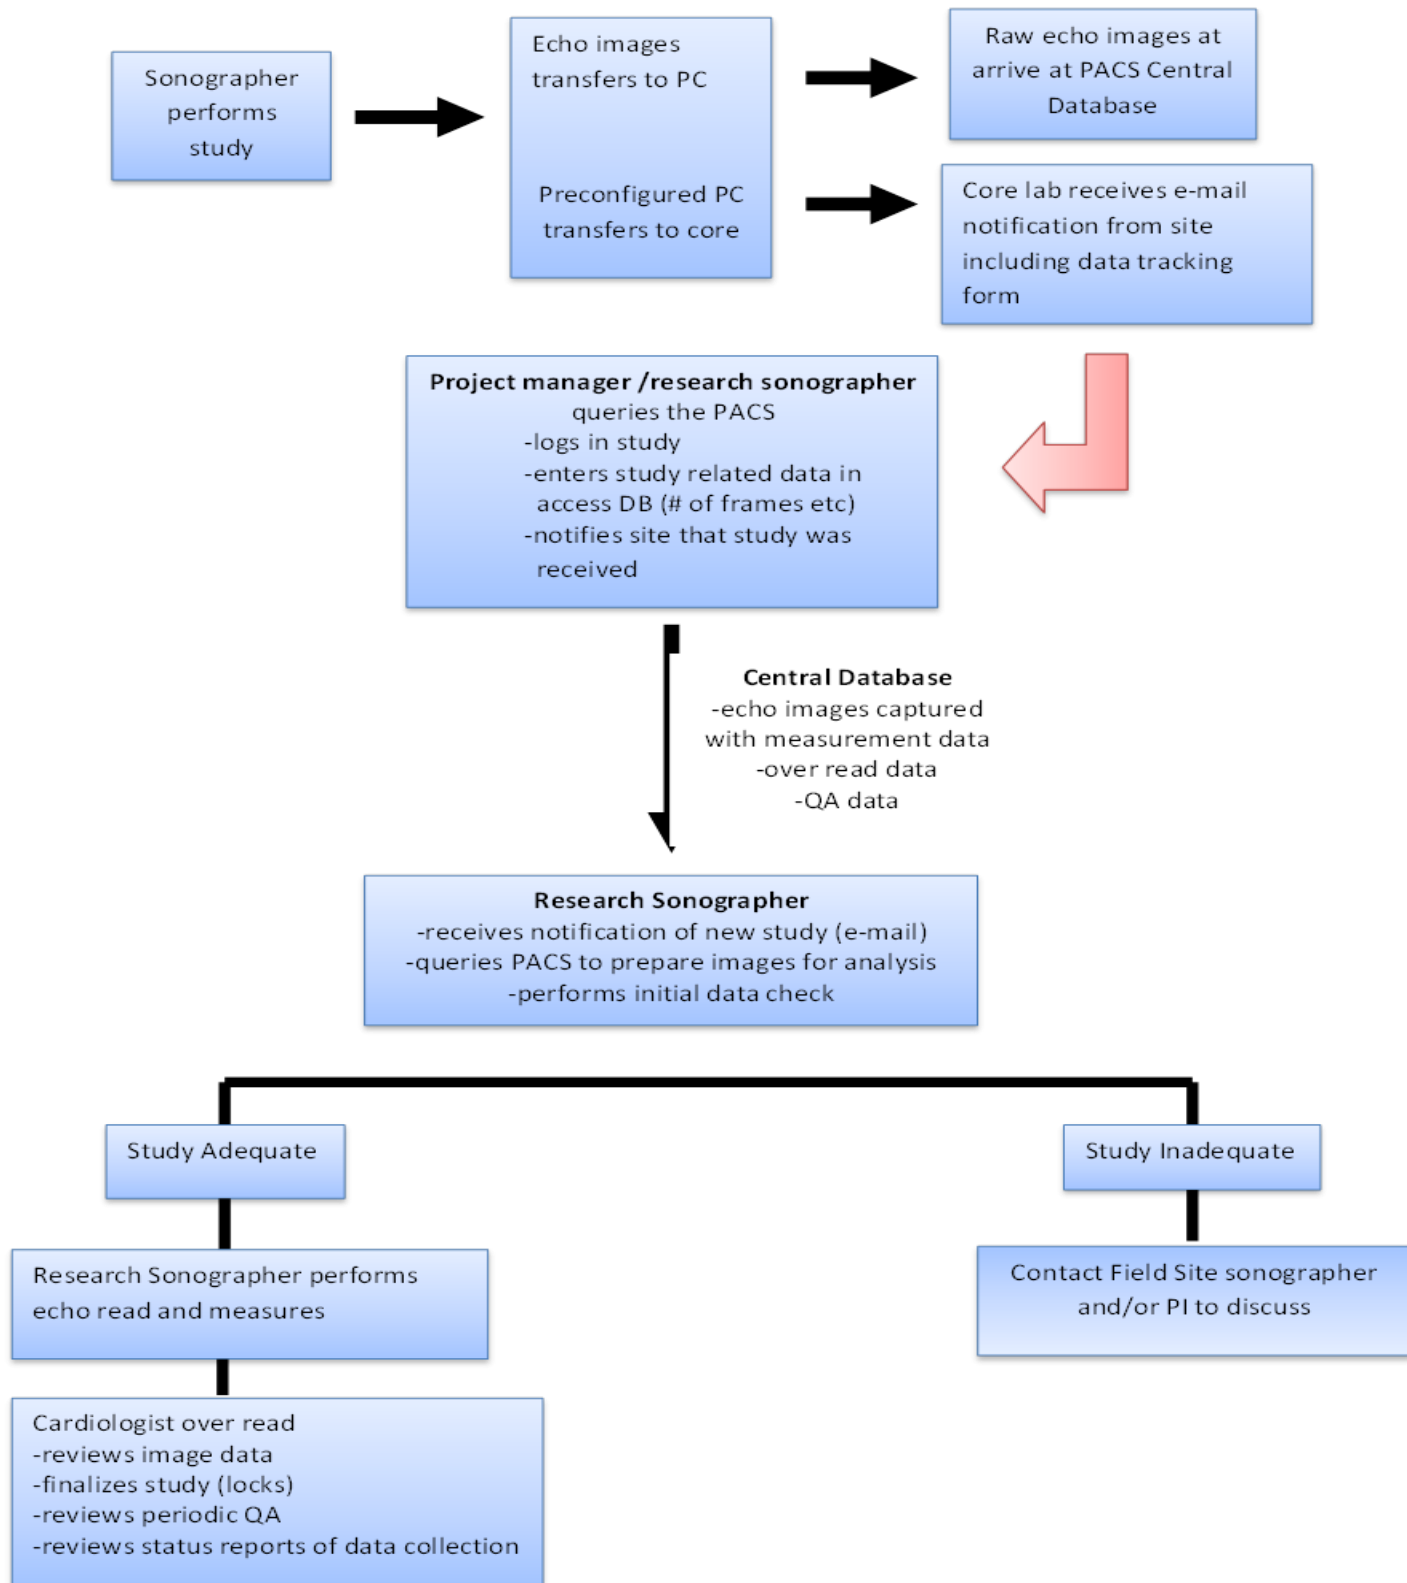 Sonographer
performs
study
Echo images
transfers to PC
Preconfigured PC
transfers to core
Raw echo images at
arrive at PACS Central
Database
Core lab receives e-mail
notification from site
including data tracking
form
Project manager /research sonographer
queries the PACS
-logs in study
-enters study related data in
access DB (# of frames etc)
-notifies site that study was
received
Central Database
-echo images captured
with measurement data
-over read data
-QA data
Research Sonographer
-receives notification of new study (e-mail)
-queries PACS to prepare images for analysis
-performs initial data check
Study Adequate
Study Inadequate
Research Sonographer performs
echo read and measures
Contact Field Site sonographer
and/or PI to discuss
Cardiologist over read
-reviews image data
-finalizes study (locks)
-reviews periodic QA
-reviews status reports of data collection